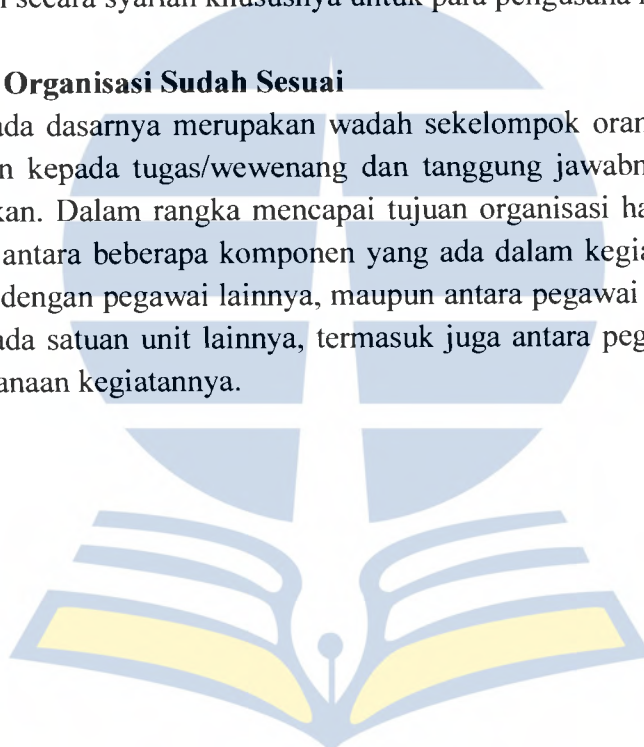 secara syariah khususnya untuk para pengusaha
Organisasi Sudah Sesuai
ada dasarnya merupakan wadah sekelompok oran
n kepada tugas/wewenang dan tanggung jawabn
kan. Dalam rangka mencapai tujuan organisasi ha
antara beberapa komponen yang ada dalam kegia
dengan pegawai lainnya, maupun antara pegawai
ada satuan unit lainnya, termasuk juga antara peg
anaan kegiatannya.